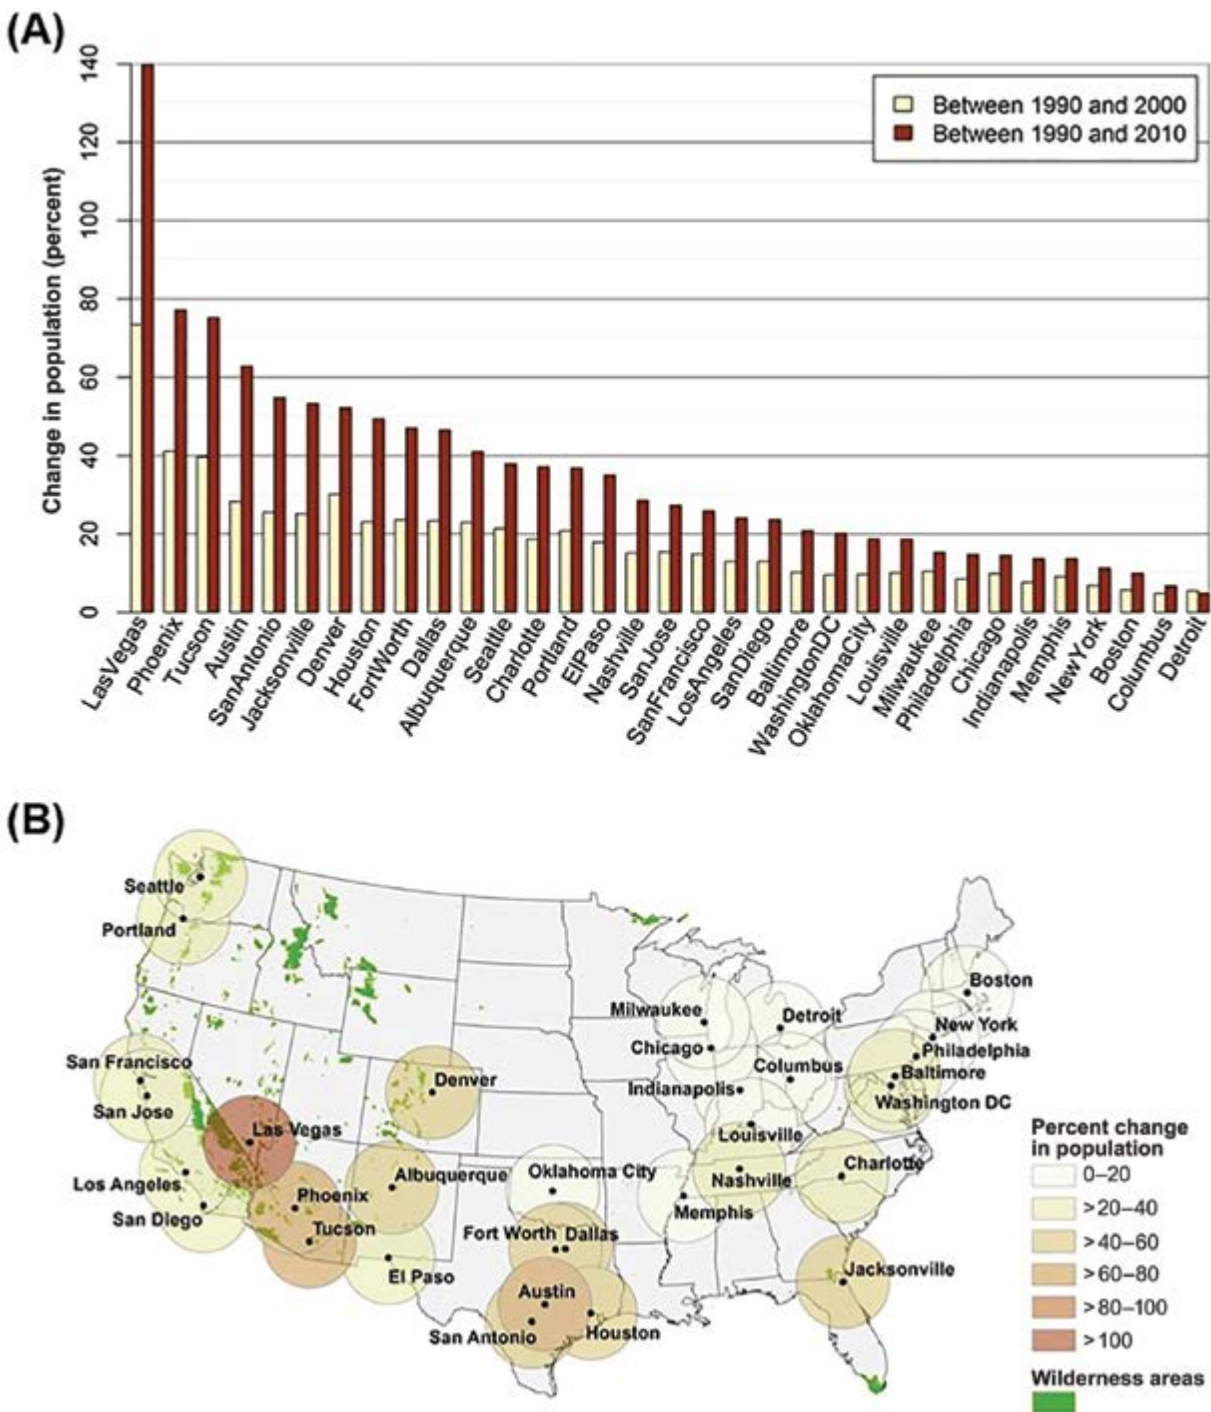 (A)
Change in population (percent)
140
120
100
80
60
40
20
0
Between 1990 and 2000
Between 1990 and 2010
LasVegas
Phoenix
Tucson
Austin
SanAntonio
Jacksonville
Denver
Houston
FortWorth
Dallas
Albuquerque
Seattle
Charlotte
Portland
ElPaso
Nashville
SanJose
SanFrancisco
LosAngeles
SanDiego
Baltimore
WashingtonDC
OklahomaCity
Louisville
Milwaukee
Philadelphia
Chicago
Indianapolis
Memphis
NewYork
Boston
Columbus
Detroit
(B)
Seattle
Portland
San Francisco
San Jose
Los Angeles
San Diego
Las Vegas
Phoenix
Tucson
Denver
Albuquerque
El Paso
Oklahoma City
Fort Worth
Dallas
Austin
San Antonio
Houston
Milwaukee
Chicago
Indianapolis
Detroit
Columbus
Louisville
Nashville
Memphis
Boston
New York
Philadelphia
Baltimore
Washington DC
Charlotte
Jacksonville
Percent change
in population
0–20
>20–40
>40–60
>60–80
>80–100
>100
Wilderness areas